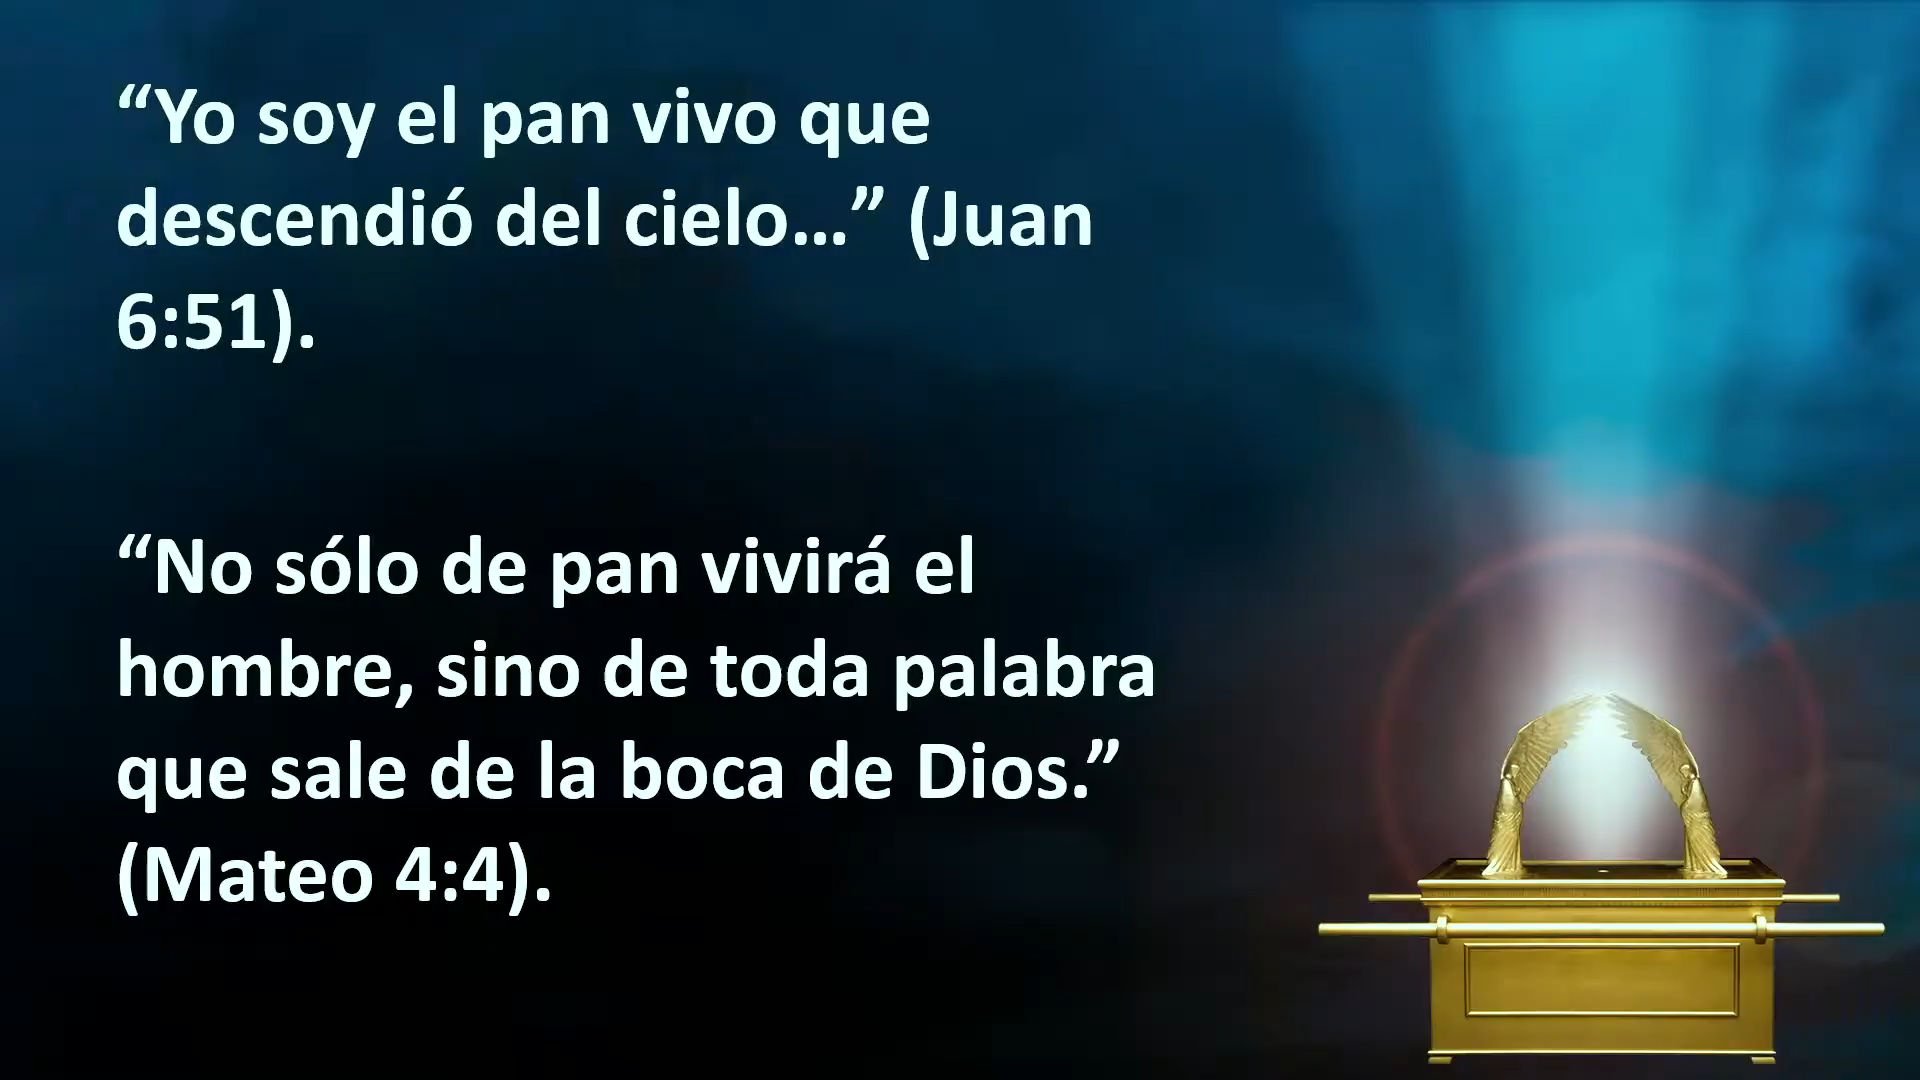 “Yo soy el pan vivo que
descendió del cielo…” (Juan
6:51).
“No sólo de pan vivirá el
hombre, sino de toda palabra
que sale de la boca de Dios.”
(Mateo 4:4).